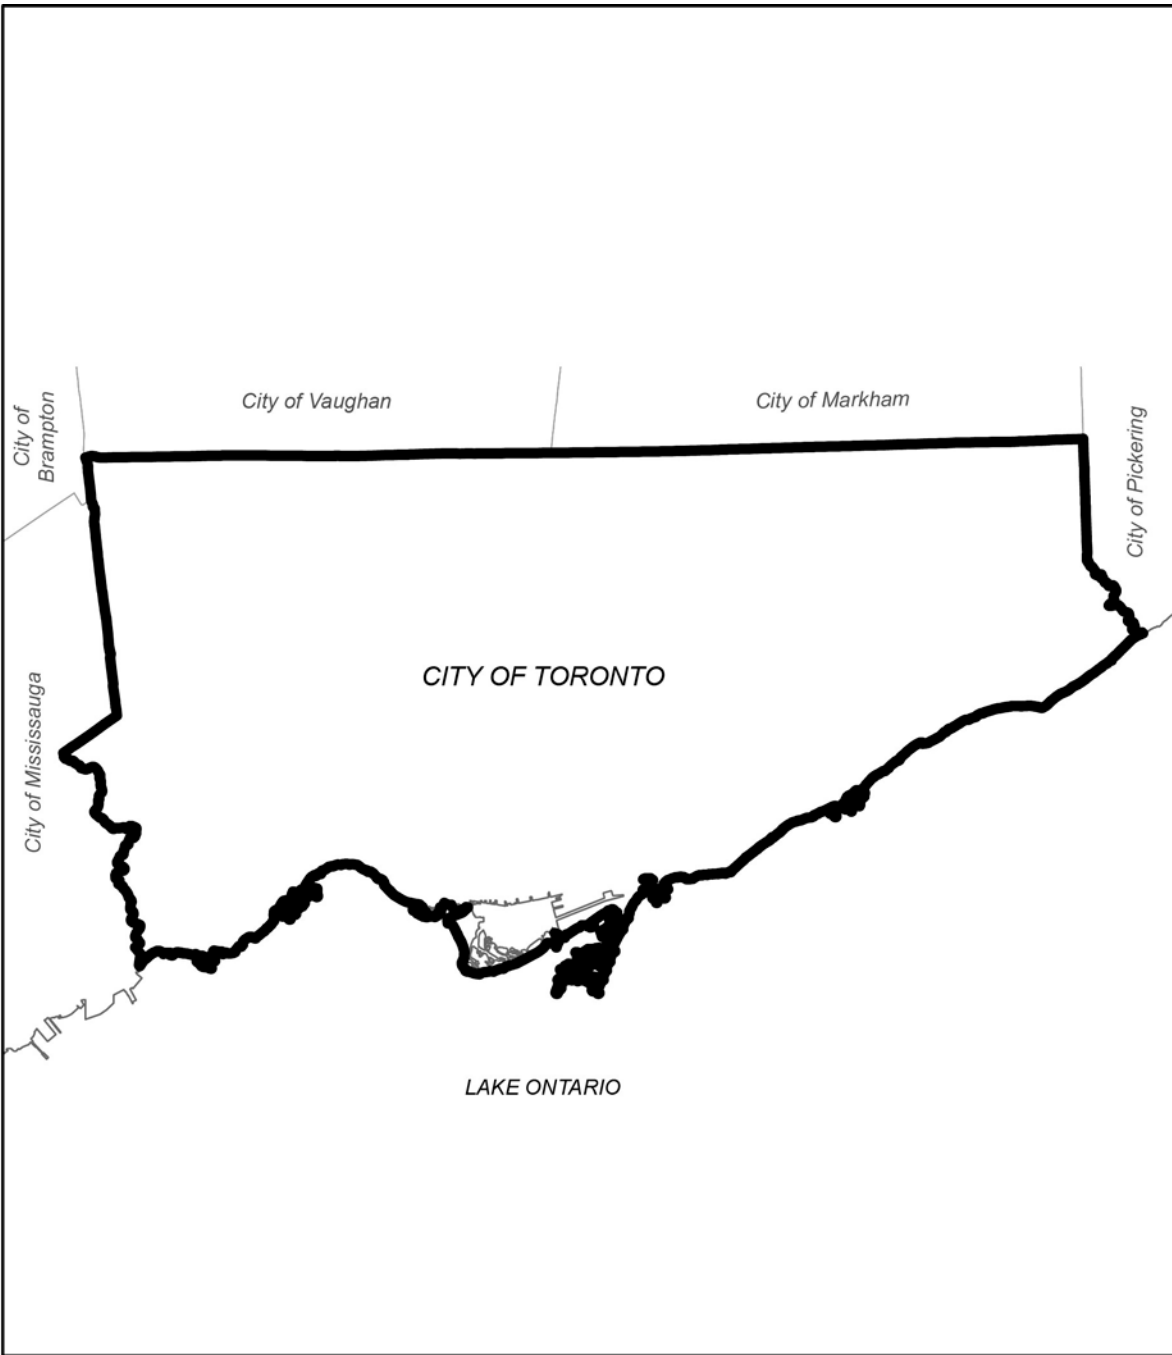 City of Vaughan
City of Markham
City of
Brampton
City of Pickering
CITY OF TORONTO
City of Mississauga
LAKE ONTARIO